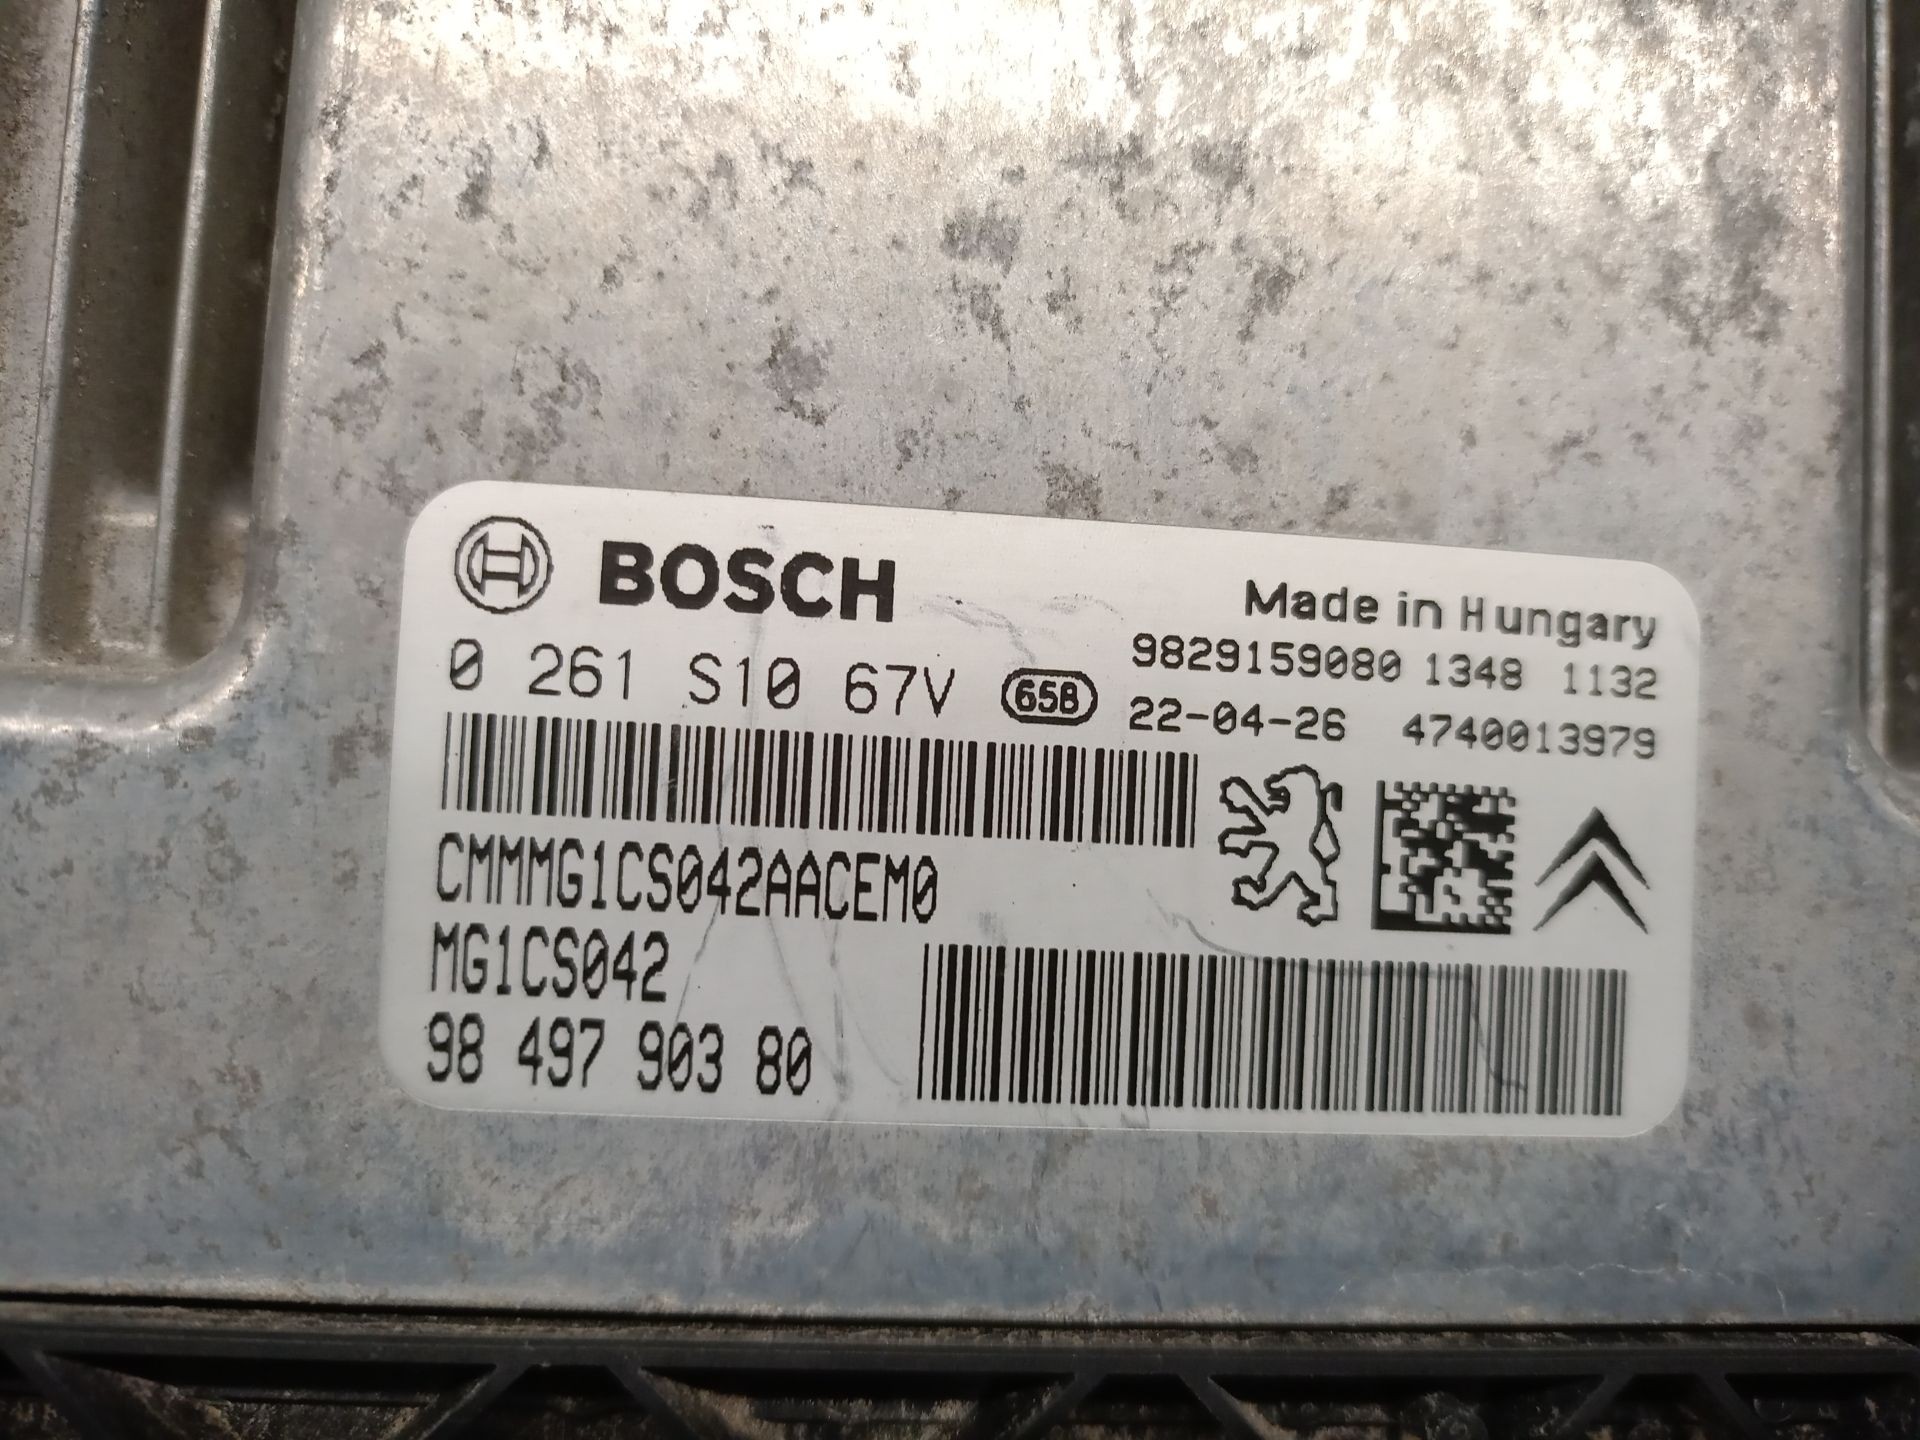 BOSCH
Made in Hungary
0 261 S10 67V 65B
9829159080 1348 1132
22-04-26 4740013979
CMMMG1CS042AACEM0
MG1CS042
98 497 903 80